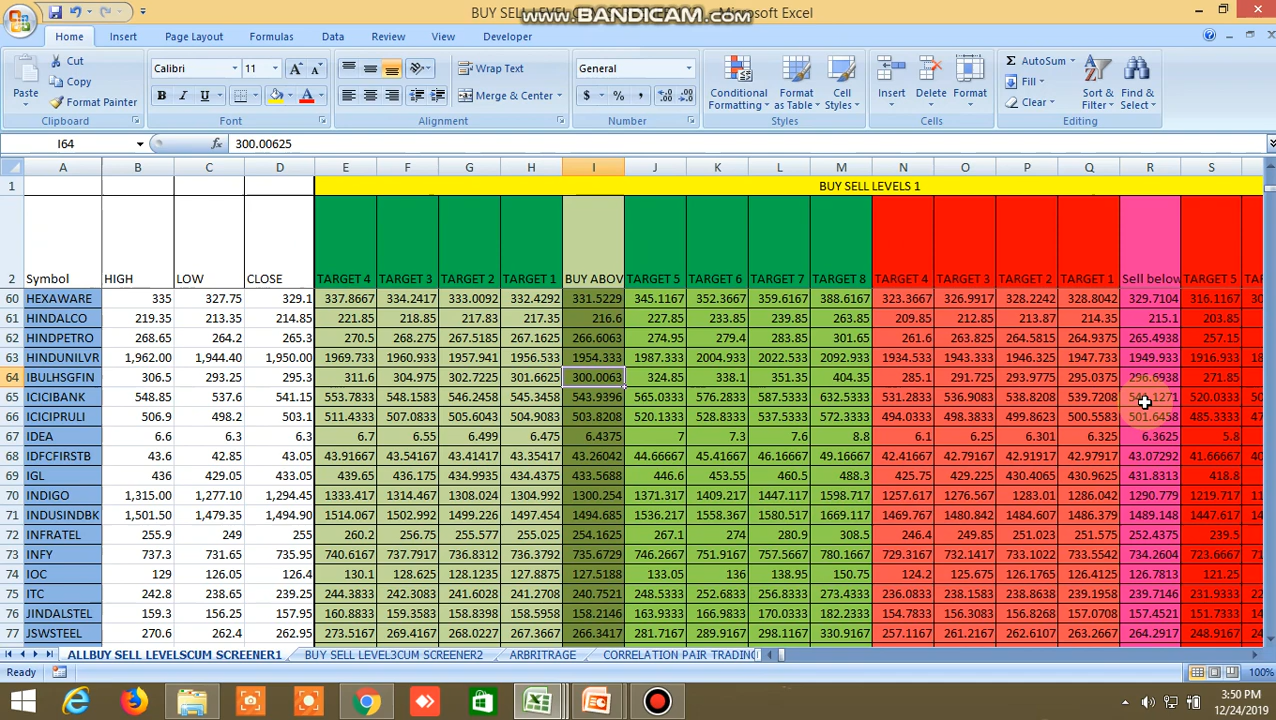 BUY SELL LEVEL Microsoft Excel
www.BANDICAM.com
Home Insert Page Layout Formulas Data Review View Developer
Cut
Copy
Format Painter
Paste
Clipboard
Calibri 11
Font
Wrap Text
Merge & Center
Alignment
General
Number
Conditional Formatting
Format as Table
Cell Styles
Styles
Insert Delete Format
Cells
AutoSum
Fill
Clear
Sort & Filter
Find & Select
Editing
I64 fx 300.00625
A B C D E F G H I J K L M N O P Q R S
1 BUY SELL LEVELS 1
2 Symbol HIGH LOW CLOSE TARGET 4 TARGET 3 TARGET 2 TARGET 1 BUY ABOV TARGET 5 TARGET 6 TARGET 7 TARGET 8 TARGET 4 TARGET 3 TARGET 2 TARGET 1 Sell below TARGET 5 TAR
60 HEXAWARE 335 327.75 329.1 337.8667 334.2417 333.0092 332.4292 331.5229 345.1167 352.3667 359.6167 388.6167 323.3667 326.9917 328.2242 328.8042 329.7104 316.1167 30
61 HINDALCO 219.35 213.35 214.85 221.85 218.85 217.83 217.35 216.6 227.85 233.85 239.85 263.85 209.85 212.85 213.87 214.35 215.1 203.85
62 HINDPETRO 268.65 264.2 265.3 270.5 268.275 267.5185 267.1625 266.6063 274.95 279.4 283.85 301.65 261.6 263.825 264.5815 264.9375 265.4938
63 HINDUNILVR 1,962.00 1,944.40 1,950.00 1969.733 1960.933 1957.941 1956.533 1954.333 1987.333 2004.933 2022.533 2092.933 1934.533 1943.333 1946.325 1947.733 1949.933 1916.933
64 IBULHSGFIN 306.5 293.25 295.3 311.6 304.975 302.7225 301.6625 300.0063 324.85 338.1 351.35 404.35 285.1 291.725 293.9775 295.0375 296.6938 271.85
65 ICICIBANK 548.85 537.6 541.15 553.7833 548.1583 546.2458 545.3458 543.9396 565.0333 576.2833 587.5333 632.5333 531.2833 536.9083 538.8208 539.7208 520.0333 50
66 ICICIPRULI 506.9 498.2 503.1 511.4333 507.0833 505.6043 504.9083 503.8208 520.1333 528.8333 537.5333 572.3333 494.0333 498.3833 499.8623 500.5583 501.6458 485.3333
67 IDEA 6.6 6.3 6.4 6.7 6.55 6.499 6.475 6.4375 7 7.3 7.6 8.8 6.1 6.25 6.301 6.325 6.3625 5.8
68 IDFCFIRSTB 43.6 42.85 43.05 43.91667 43.54167 43.41417 43.35417 43.26042 44.66667 45.41667 46.16667 49.16667 42.41667 42.79167 42.91917 42.97917 43.07292 41.66667
69 IGL 436 429.05 433.05 439.65 436.175 434.9935 434.4375 433.5688 446.6 453.55 460.5 488.3 425.75 429.225 430.4065 430.9625 431.8313 418.8
70 INDIGO 1,315.00 1,277.10 1,294.45 1333.417 1314.467 1308.024 1304.992 1300.254 1371.317 1409.217 1447.117 1598.717 1257.617 1276.567 1283.01 1286.042 1290.779 1219.717
71 INDUSINDBK 1,501.50 1,479.35 1,494.90 1514.067 1502.992 1499.226 1497.454 1494.685 1536.217 1558.367 1580.517 1669.117 1469.767 1480.842 1484.607 1486.379 1489.148 1447.617
72 INFRATEL 255.9 249 255 260.2 256.75 255.577 255.025 254.1625 267.1 274 280.9 308.5 246.4 249.85 251.023 251.575 252.4375 239.5
73 INFY 737.3 731.65 735.95 740.6167 737.7917 736.8312 736.3792 735.6729 746.2667 751.9167 757.5667 780.1667 729.3167 732.1417 733.1022 733.5542 734.2604 723.6667
74 IOC 129 126.05 126.4 130.1 128.625 128.1235 127.8875 127.5188 133.05 136 138.95 150.75 124.2 125.675 126.1765 126.4125 126.7813 121.25
75 ITC 242.8 238.65 239.25 244.3833 242.3083 241.6028 241.2708 240.7521 248.5333 252.6833 256.8333 273.4333 236.0833 238.1583 238.8638 239.1958 239.7146 231.9333
76 JINDALSTEL 159.3 156.25 157.95 160.8833 159.3583 158.8398 158.5958 158.2146 163.9333 166.9833 170.0333 182.2333 154.7833 156.3083 156.8268 157.0708 157.4521 151.7333
77 JSWSTEEL 270.6 262.4 262.95 273.5167 269.4167 268.0227 267.3667 266.3417 281.7167 289.9167 298.1167 330.9167 257.1167 261.2167 262.6107 263.2667 264.2917 248.9167
ALLBUY SELL LEVELSCUM SCREENER1 BUY SELL LEVEL3CUM SCREENER2 ARBITRAGE CORRELATION PAIR TRADING
Ready 100%
3:50 PM
12/24/2019